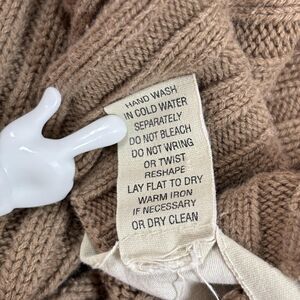 HAND WASH
IN COLD WATER
SEPARATELY
DO NOT BLEACH
DO NOT WRING
OR TWIST
RESHAPE
LAY FLAT TO DRY
WARM IRON
IF NECESSARY
OR DRY CLEAN